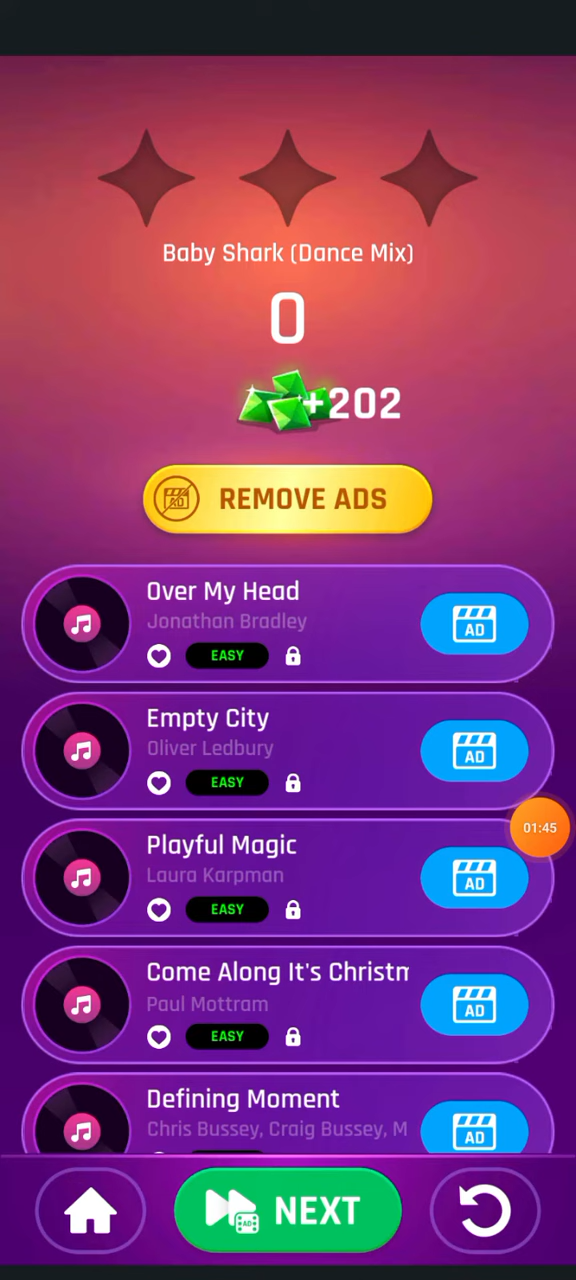 Baby Shark (Dance Mix)
0
+202
AD REMOVE ADS
Over My Head
Jonathan Bradley
EASY
AD
Empty City
Oliver Ledbury
EASY
AD
01:45
Playful Magic
Laura Karpman
EASY
AD
Come Along It's Christm
Paul Mottram
EASY
AD
Defining Moment
Chris Bussey, Craig Bussey, M
AD
AD NEXT